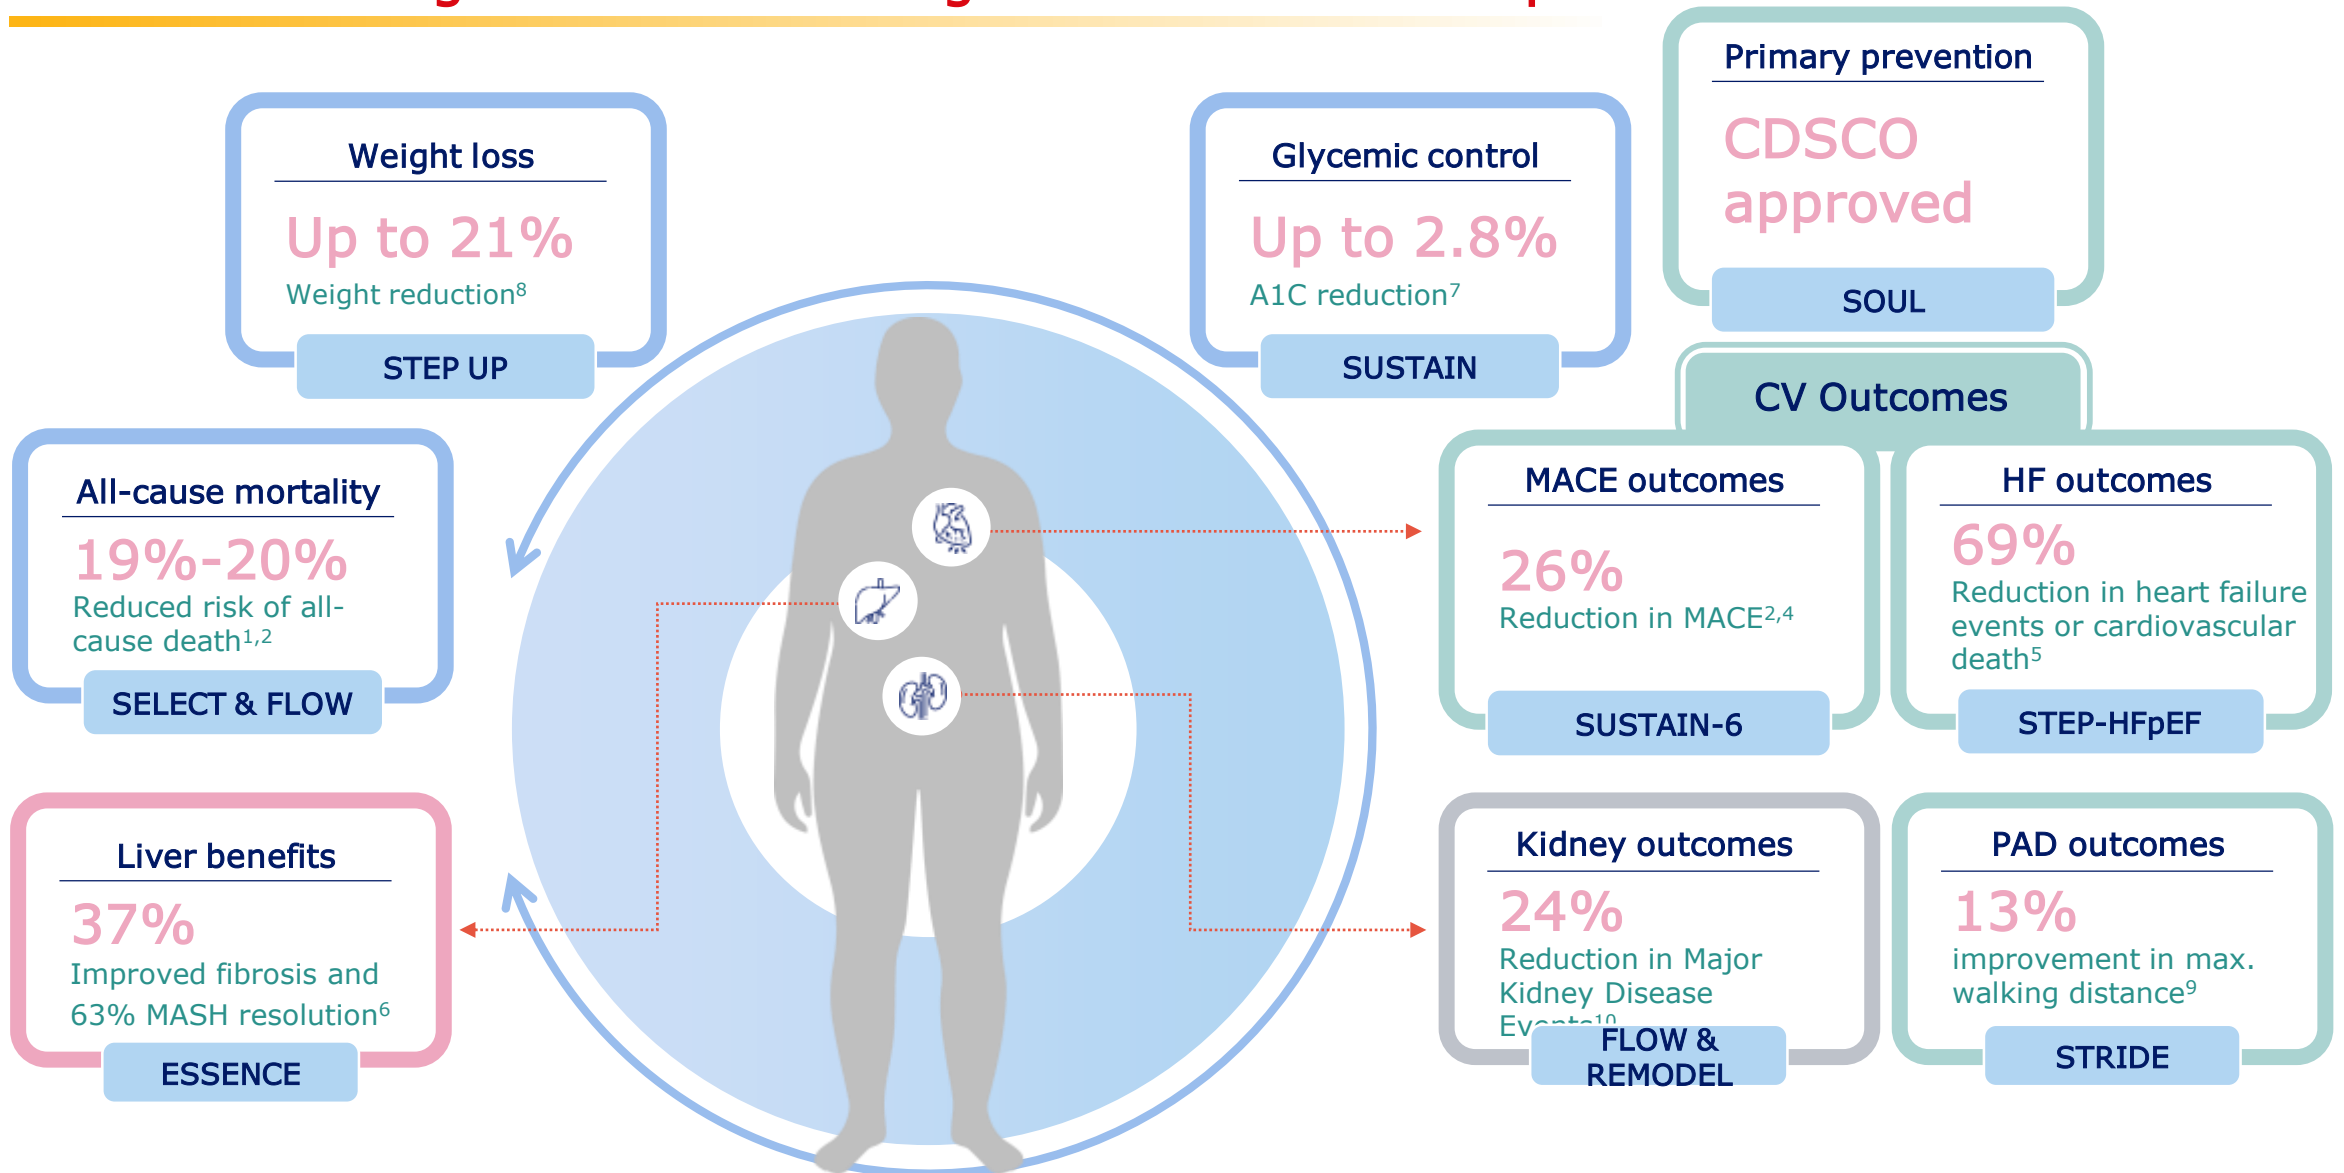 Weight loss
Up to 21%
Weight reduction8
STEP UP
Glycemic control
Up to 2.8%
A1C reduction7
SUSTAIN
Primary prevention
CDSCO
approved
SOUL
CV Outcomes
All-cause mortality
19%-20%
Reduced risk of all-
cause death1,2
SELECT & FLOW
MACE outcomes
26%
Reduction in MACE2,4
SUSTAIN-6
HF outcomes
69%
Reduction in heart failure
events or cardiovascular
death5
STEP-HFpEF
Liver benefits
37%
Improved fibrosis and
63% MASH resolution6
ESSENCE
Kidney outcomes
24%
Reduction in Major
Kidney Disease
Events10
FLOW &
REMODEL
PAD outcomes
13%
improvement in max.
walking distance9
STRIDE